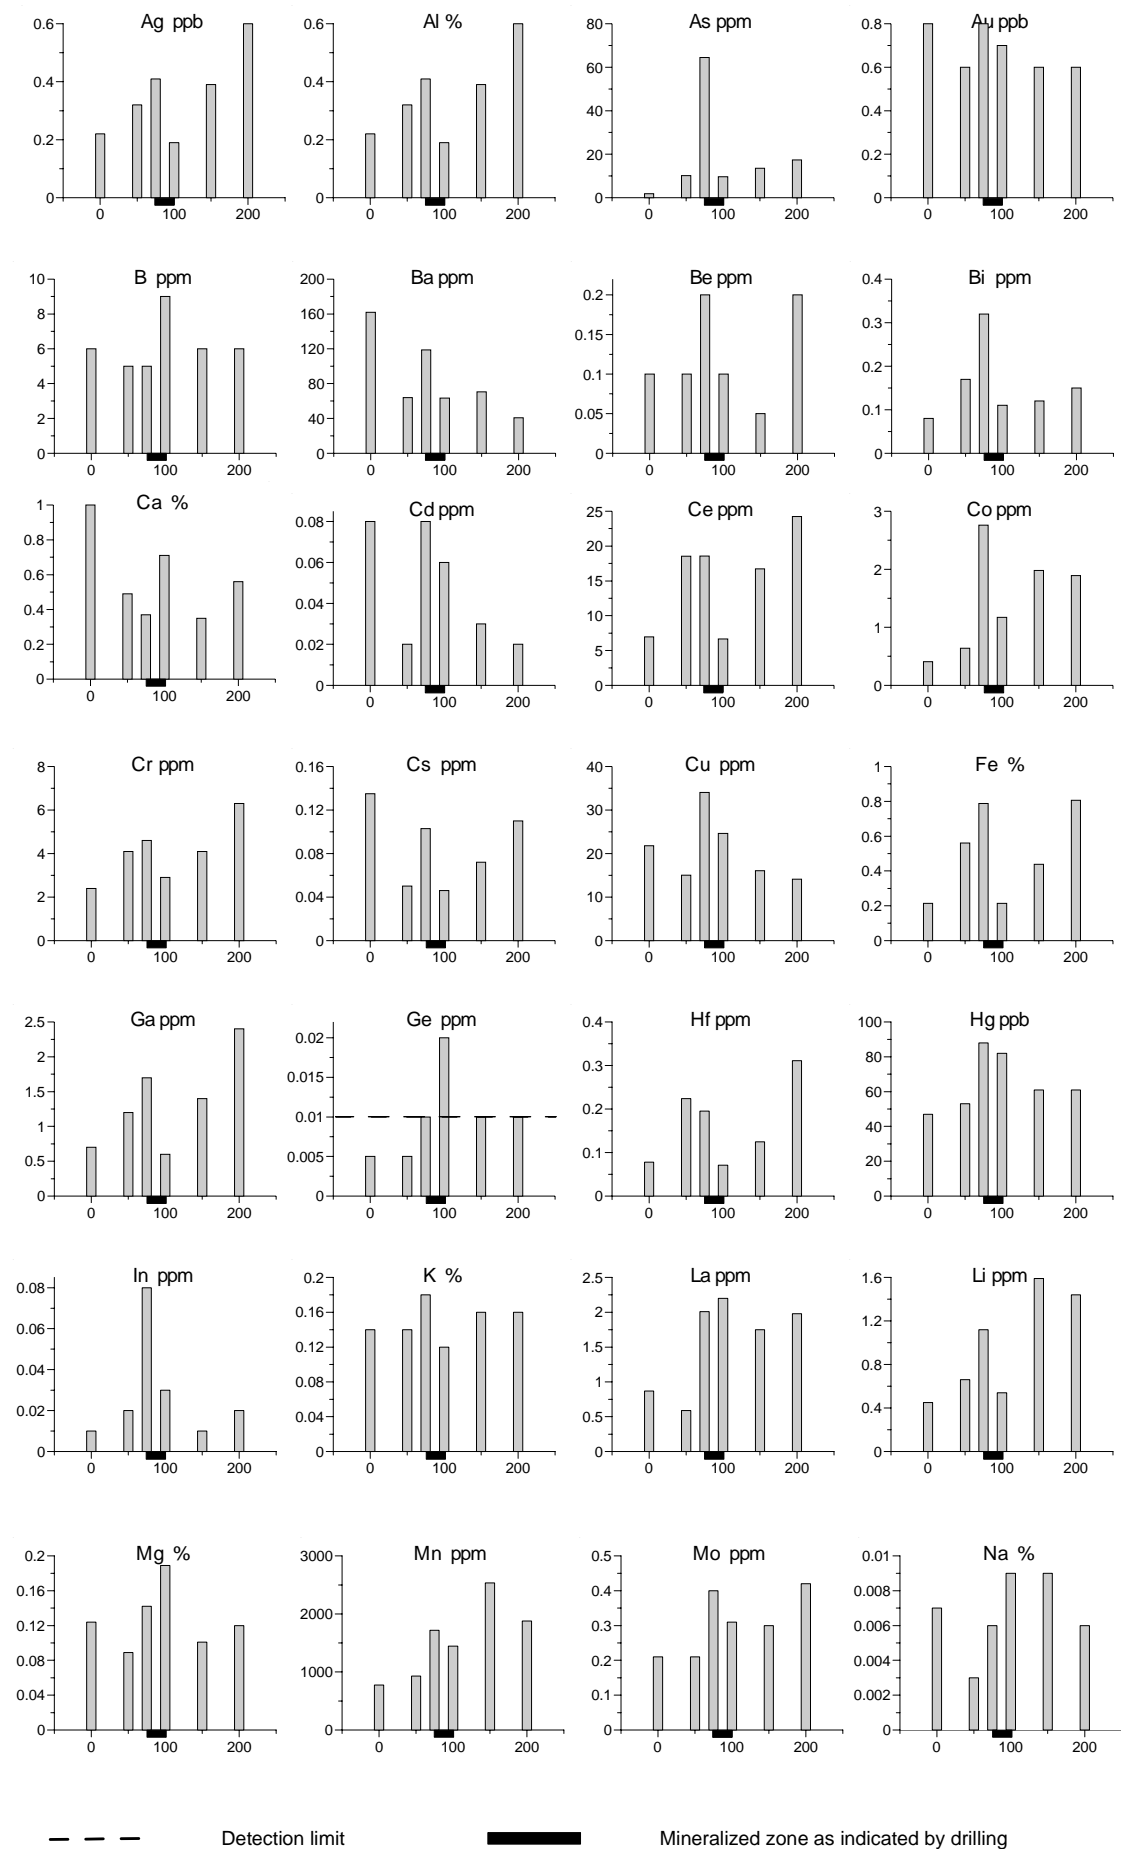 Ag ppb Al % As ppm Au ppb
0.6 0.6 80 0.8
60 0.6
0.4 0.4
40 0.4
0.2 0.2
20 0.2
0 0 0 0
0 100 200 0 100 200 0 100 200 0 100 200
B ppm Ba ppm Be ppm Bi ppm
10 200 0.4
8 160 0.2 0.3
6 120 0.15
4 80 0.1 0.2
2 40 0.05 0.1
0 0 0 0
0 100 200 0 100 200 0 100 200 0 100 200
Ca % Cd ppm Ce ppm Co ppm
1 0.08 25 3
0.8 0.06 20 2
0.6 15
0.4 0.04 10 1
0.2 0.02 5
0 0 0 0
0 100 200 0 100 200 0 100 200 0 100 200
Cr ppm Cs ppm Cu ppm Fe %
8 0.16 40 1
6 0.12 30 0.8
0.6
4 0.08 20 0.4
2 0.04 10 0.2
0 0 0 0
0 100 200 0 100 200 0 100 200 0 100 200
Ga ppm Ge ppm Hf ppm Hg ppb
2.5 0.02 0.4 100
2 0.015 0.3 80
1.5 0.01 0.2 60
1 40
0.5 0.005 0.1 20
0 0 0 0
0 100 200 0 100 200 0 100 200 0 100 200
In ppm K % La ppm Li ppm
0.08 0.2 2.5 1.6
0.06 0.16 2 1.2
0.12 1.5
0.04 0.08 1 0.8
0.02 0.04 0.5 0.4
0 0 0 0
0 100 200 0 100 200 0 100 200 0 100 200
Mg % Mn ppm Mo ppm Na %
0.2 3000 0.5 0.01
0.16 0.4 0.008
0.12 2000 0.3 0.006
0.08 1000 0.2 0.004
0.04 0.1 0.002
0 0 0 0
0 100 200 0 100 200 0 100 200 0 100 200
Detection limit Mineralized zone as indicated by drilling